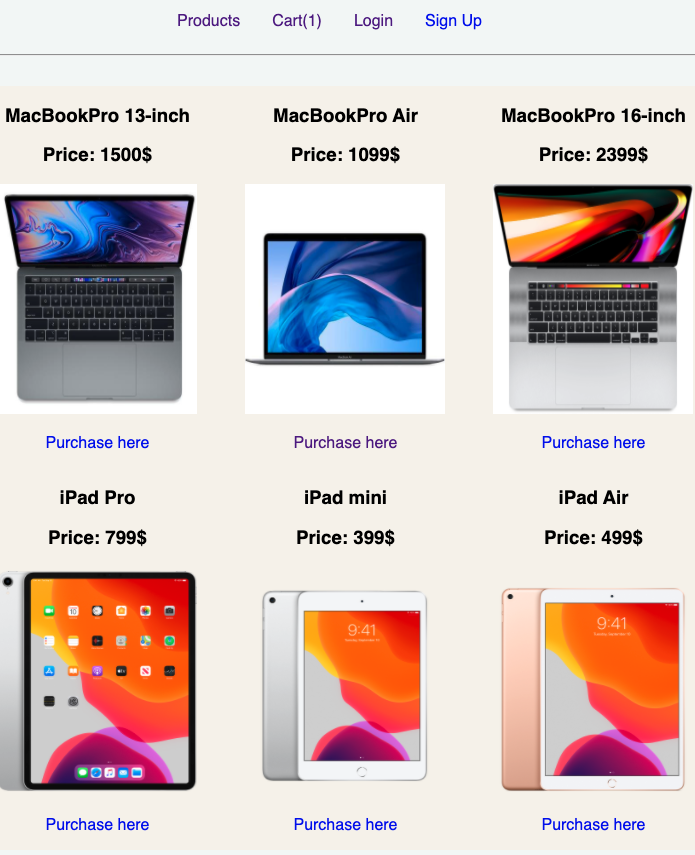 Products Cart(1) Login Sign Up
MacBookPro 13-inch MacBookPro Air MacBookPro 16-inch
Price: 1500$ Price: 1099$ Price: 2399$
Purchase here Purchase here Purchase here
iPad Pro iPad mini iPad Air
Price: 799$ Price: 399$ Price: 499$
9:41 9:41
Purchase here Purchase here Purchase here